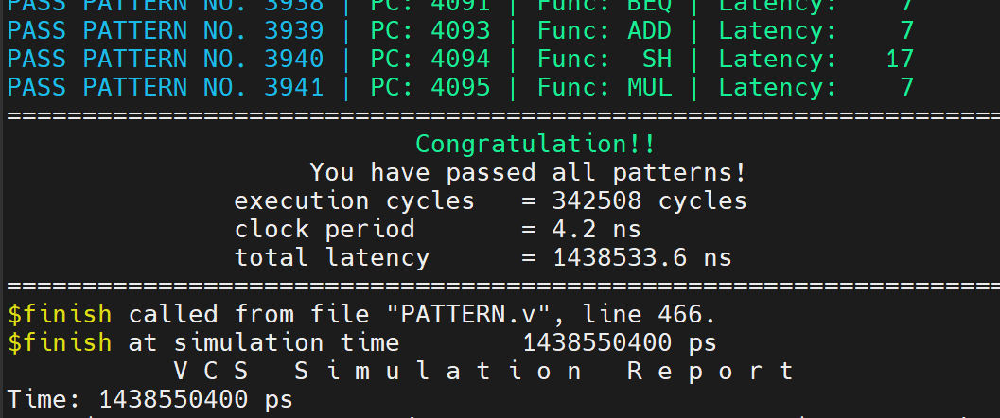 PASS PATTERN NO. 3938 | PC: 4091 | Func: BEQ | Latency: 7
PASS PATTERN NO. 3939 | PC: 4093 | Func: ADD | Latency: 7
PASS PATTERN NO. 3940 | PC: 4094 | Func: SH | Latency: 17
PASS PATTERN NO. 3941 | PC: 4095 | Func: MUL | Latency: 7
==================================================================
Congratulation!!
You have passed all patterns!
execution cycles = 342508 cycles
clock period = 4.2 ns
total latency = 1438533.6 ns
==================================================================
$finish called from file "PATTERN.v", line 466.
$finish at simulation time 1438550400 ps
V C S S i m u l a t i o n R e p o r t
Time: 1438550400 ps